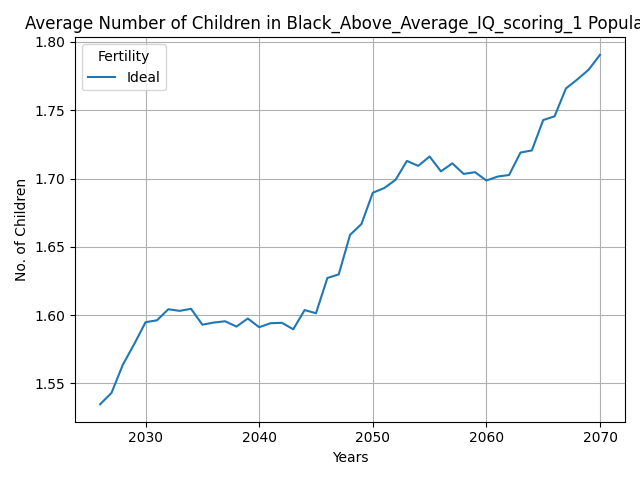 Average Number of Children in Black_Above_Average_IQ_scoring_1 Popula
Fertility
Ideal
No. of Children
1.80
1.75
1.70
1.65
1.60
1.55
2030 2040 2050 2060 2070
Years